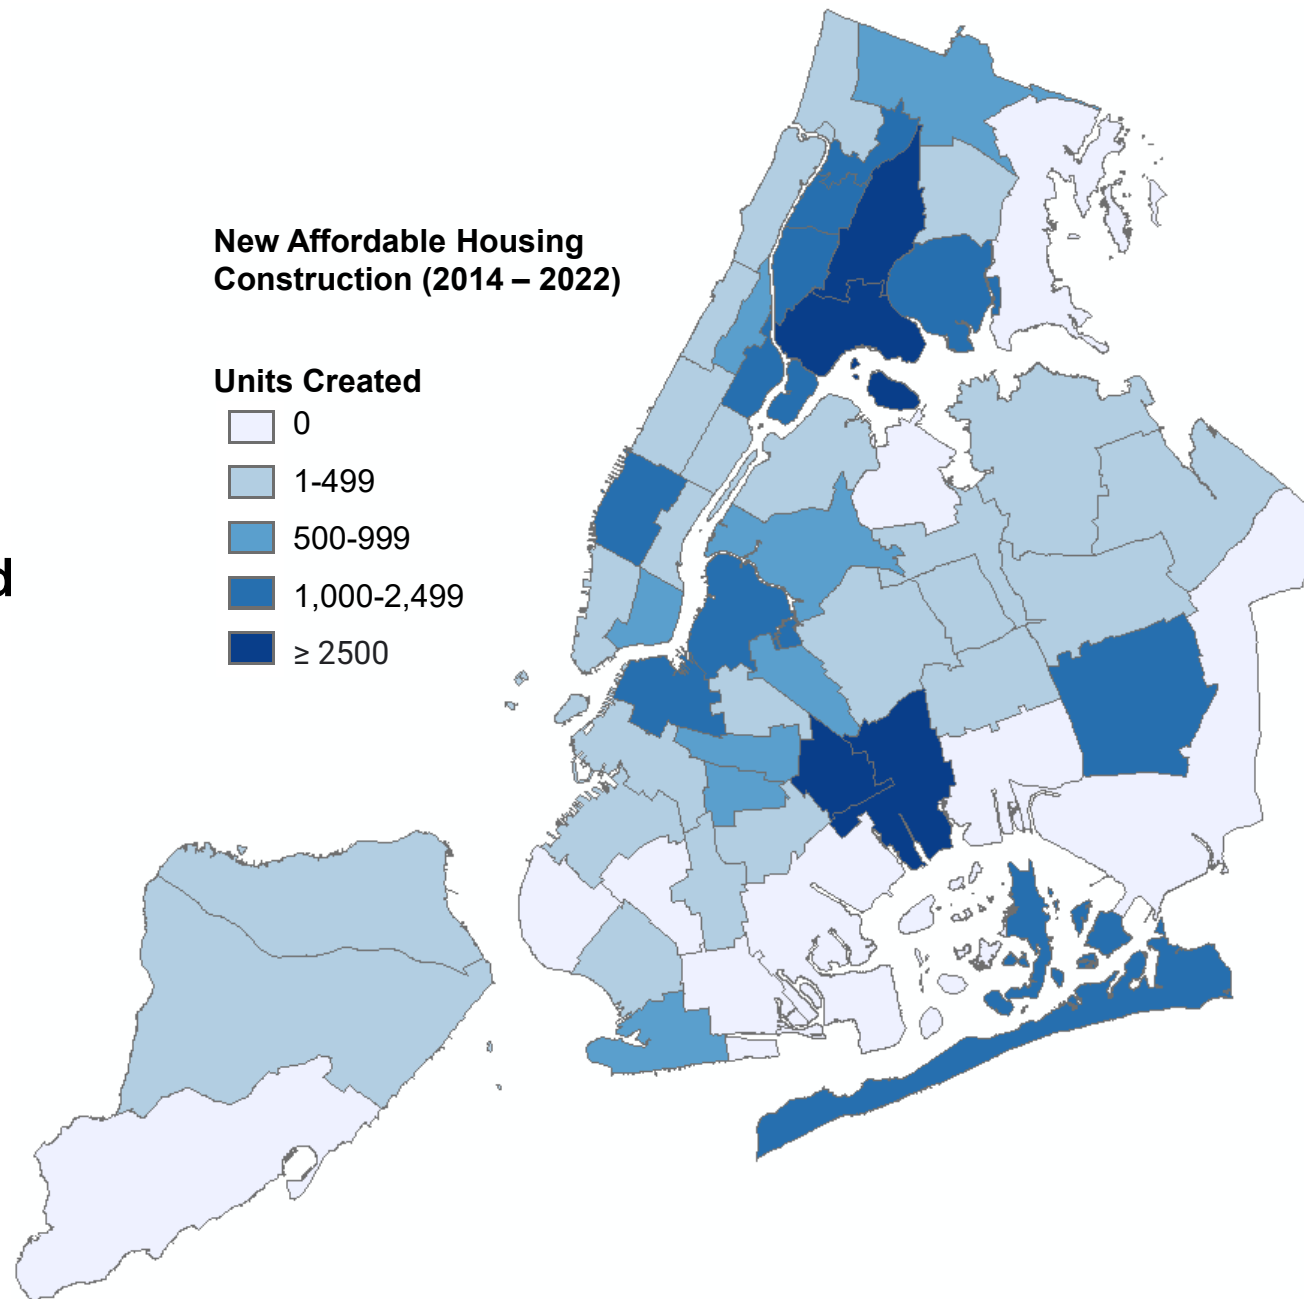 New Affordable Housing
Construction (2014 – 2022)
Units Created
0
1-499
500-999
1,000-2,499
≥ 2500
d